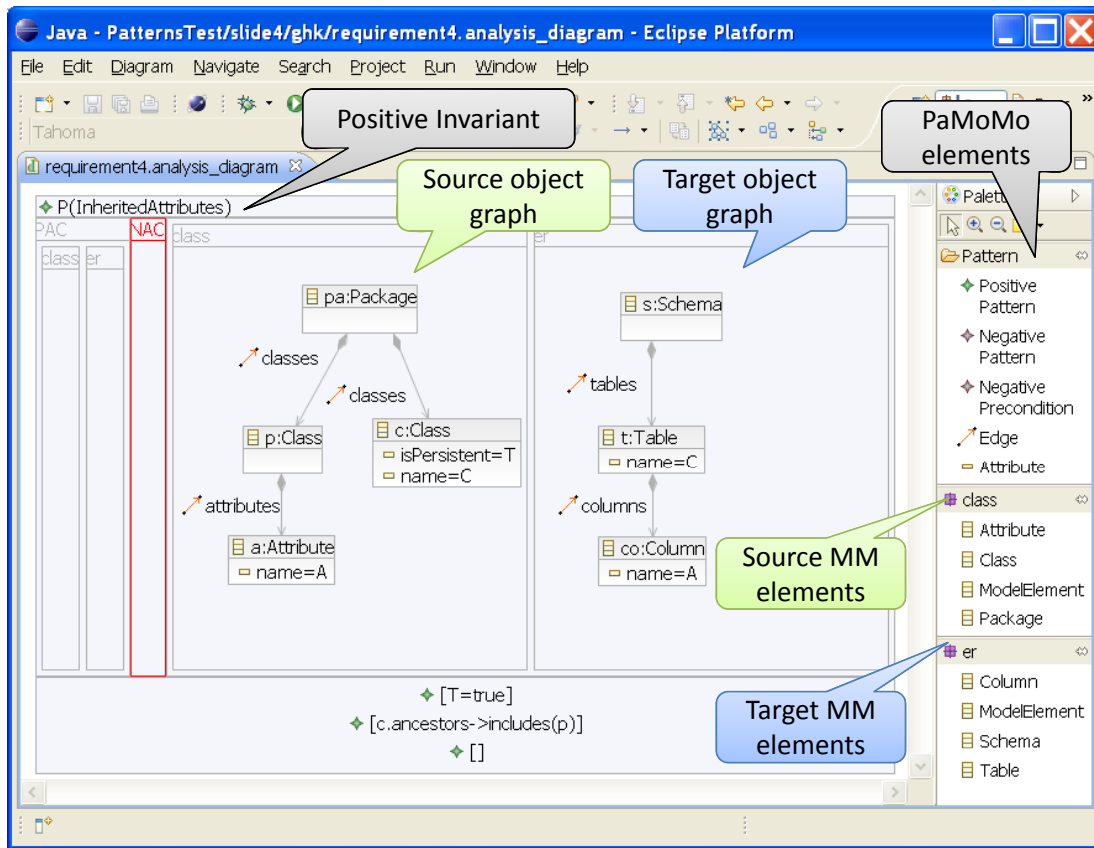 Java - PatternsTest/slide4/ghk/requirement4.analysis_diagram - Eclipse Platform
File Edit Diagram Navigate Search Project Run Window Help
Tahoma
Positive Invariant
PaMoMo
elements
requirement4.analysis_diagram
Source object
graph
Target object
graph
P(InheritedAttributes)
PAC
NAC
class
er
class
er
pa:Package
s:Schema
classes
classes
tables
p:Class
c:Class
isPersistent=T
name=C
t:Table
name=C
attributes
columns
a:Attribute
name=A
co:Column
name=A
[T=true]
[c.ancestors->includes(p)]
[]
Palett
Pattern
Positive
Pattern
Negative
Pattern
Negative
Precondition
Edge
Attribute
class
Source MM
elements
Attribute
Class
ModelElement
Package
er
Target MM
elements
Column
ModelElement
Schema
Table